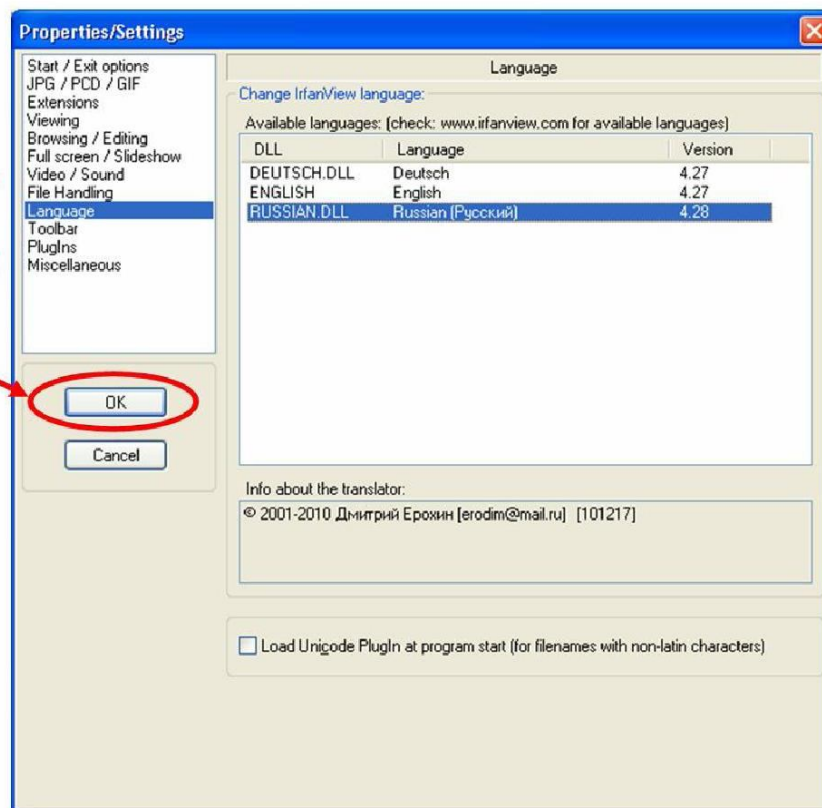 Properties/Settings
Start / Exit options
JPG / PCD / GIF
Extensions
Viewing
Browsing / Editing
Full screen / Slideshow
Video / Sound
File Handling
Language
Toolbar
PlugIns
Miscellaneous
OK
Cancel
Language
Change IrfanView language:
Available languages: (check: www.irfanview.com for available languages)
DLL Language Version
DEUTSCH.DLL Deutsch 4.27
ENGLISH English 4.27
RUSSIAN.DLL Russian (Русский) 4.28
Info about the translator:
© 2001-2010 Дмитрий Ерохин [erodim@mail.ru] [101217]
Load Unicode PlugIn at program start (for filenames with non-latin characters)